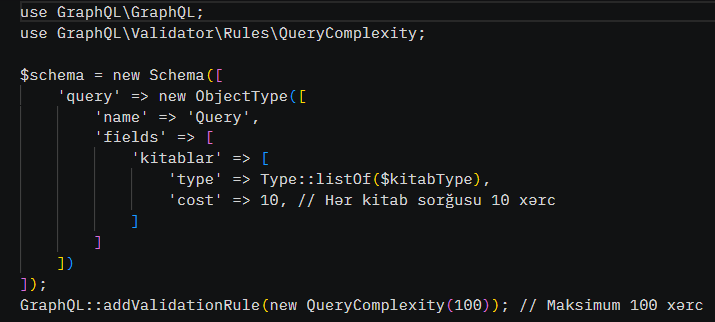 use GraphQL\GraphQL;
use GraphQL\Validator\Rules\QueryComplexity;

$schema = new Schema([
    'query' => new ObjectType([
        'name' => 'Query',
        'fields' => [
            'kitablar' => [
                'type' => Type::listOf($kitabType),
                'cost' => 10, // Hər kitab sorğusu 10 xərc
            ]
        ]
    ])
]);
GraphQL::addValidationRule(new QueryComplexity(100)); // Maksimum 100 xərc